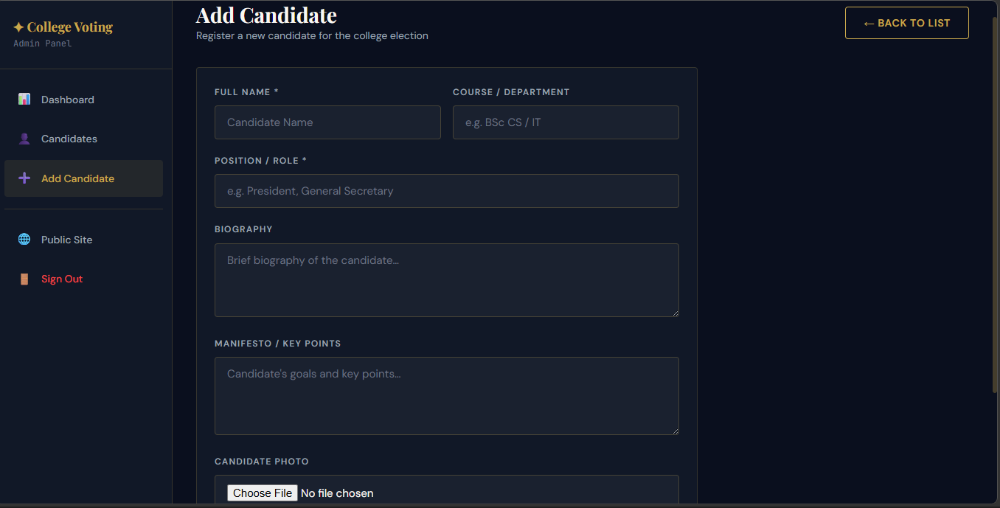 ✦ College Voting
Admin Panel
Dashboard
Candidates
Add Candidate
Public Site
Sign Out
Add Candidate
Register a new candidate for the college election
← BACK TO LIST
FULL NAME *
Candidate Name
COURSE / DEPARTMENT
e.g. BSc CS / IT
POSITION / ROLE *
e.g. President, General Secretary
BIOGRAPHY
Brief biography of the candidate...
MANIFESTO / KEY POINTS
Candidate's goals and key points...
CANDIDATE PHOTO
Choose File No file chosen